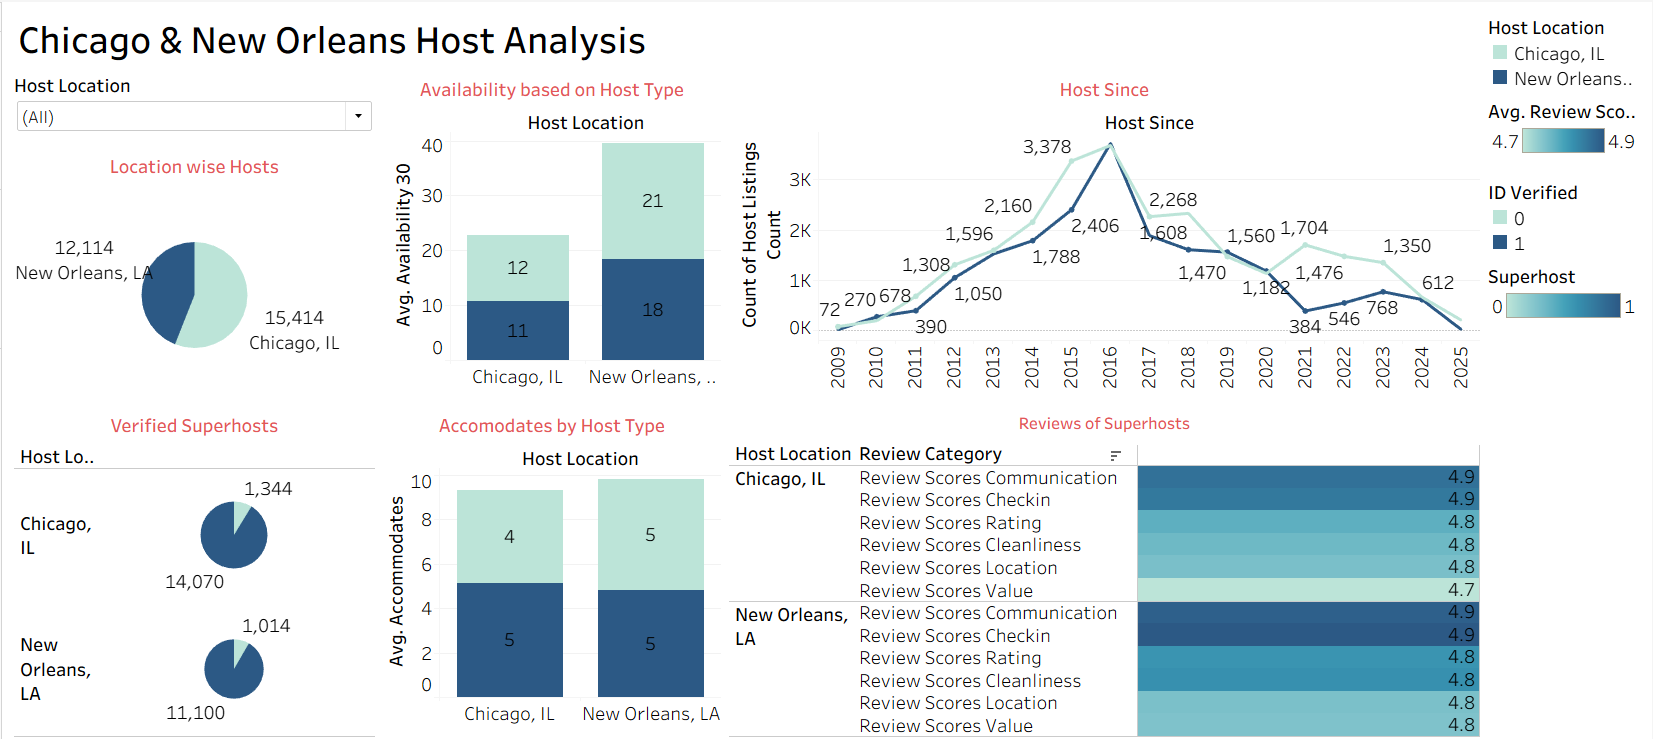 Chicago & New Orleans Host Analysis
Host Location
(All)
Location wise Hosts
12,114
New Orleans, LA
15,414
Chicago, IL
Availability based on Host Type
Host Location
Avg. Availability 30
40
30
20
10
0
12
11
21
18
Chicago, IL
New Orleans, ..
Host Since
Host Since
Count of Host Listings
Count
3K
2K
1K
0K
72
270
678
390
1,308
1,050
1,596
2,160
1,788
3,378
2,406
2,268
1,608
1,470
1,560
1,182
1,704
1,476
384
546
1,350
768
612
2009
2010
2011
2012
2013
2014
2015
2016
2017
2018
2019
2020
2021
2022
2023
2024
2025
Host Location
Chicago, IL
New Orleans..
Avg. Review Sco..
4.7
4.9
ID Verified
0
1
Superhost
0
1
Verified Superhosts
Host Lo..
Chicago,
IL
1,344
14,070
New
Orleans,
LA
1,014
11,100
Accomodates by Host Type
Host Location
Avg. Accommodates
10
8
6
4
2
0
4
5
5
5
Chicago, IL
New Orleans, LA
Reviews of Superhosts
Host Location Review Category
Chicago, IL Review Scores Communication 4.9
Review Scores Checkin 4.9
Review Scores Rating 4.8
Review Scores Cleanliness 4.8
Review Scores Location 4.8
Review Scores Value 4.7
New Orleans, Review Scores Communication 4.9
LA Review Scores Checkin 4.9
Review Scores Rating 4.8
Review Scores Cleanliness 4.8
Review Scores Location 4.8
Review Scores Value 4.8